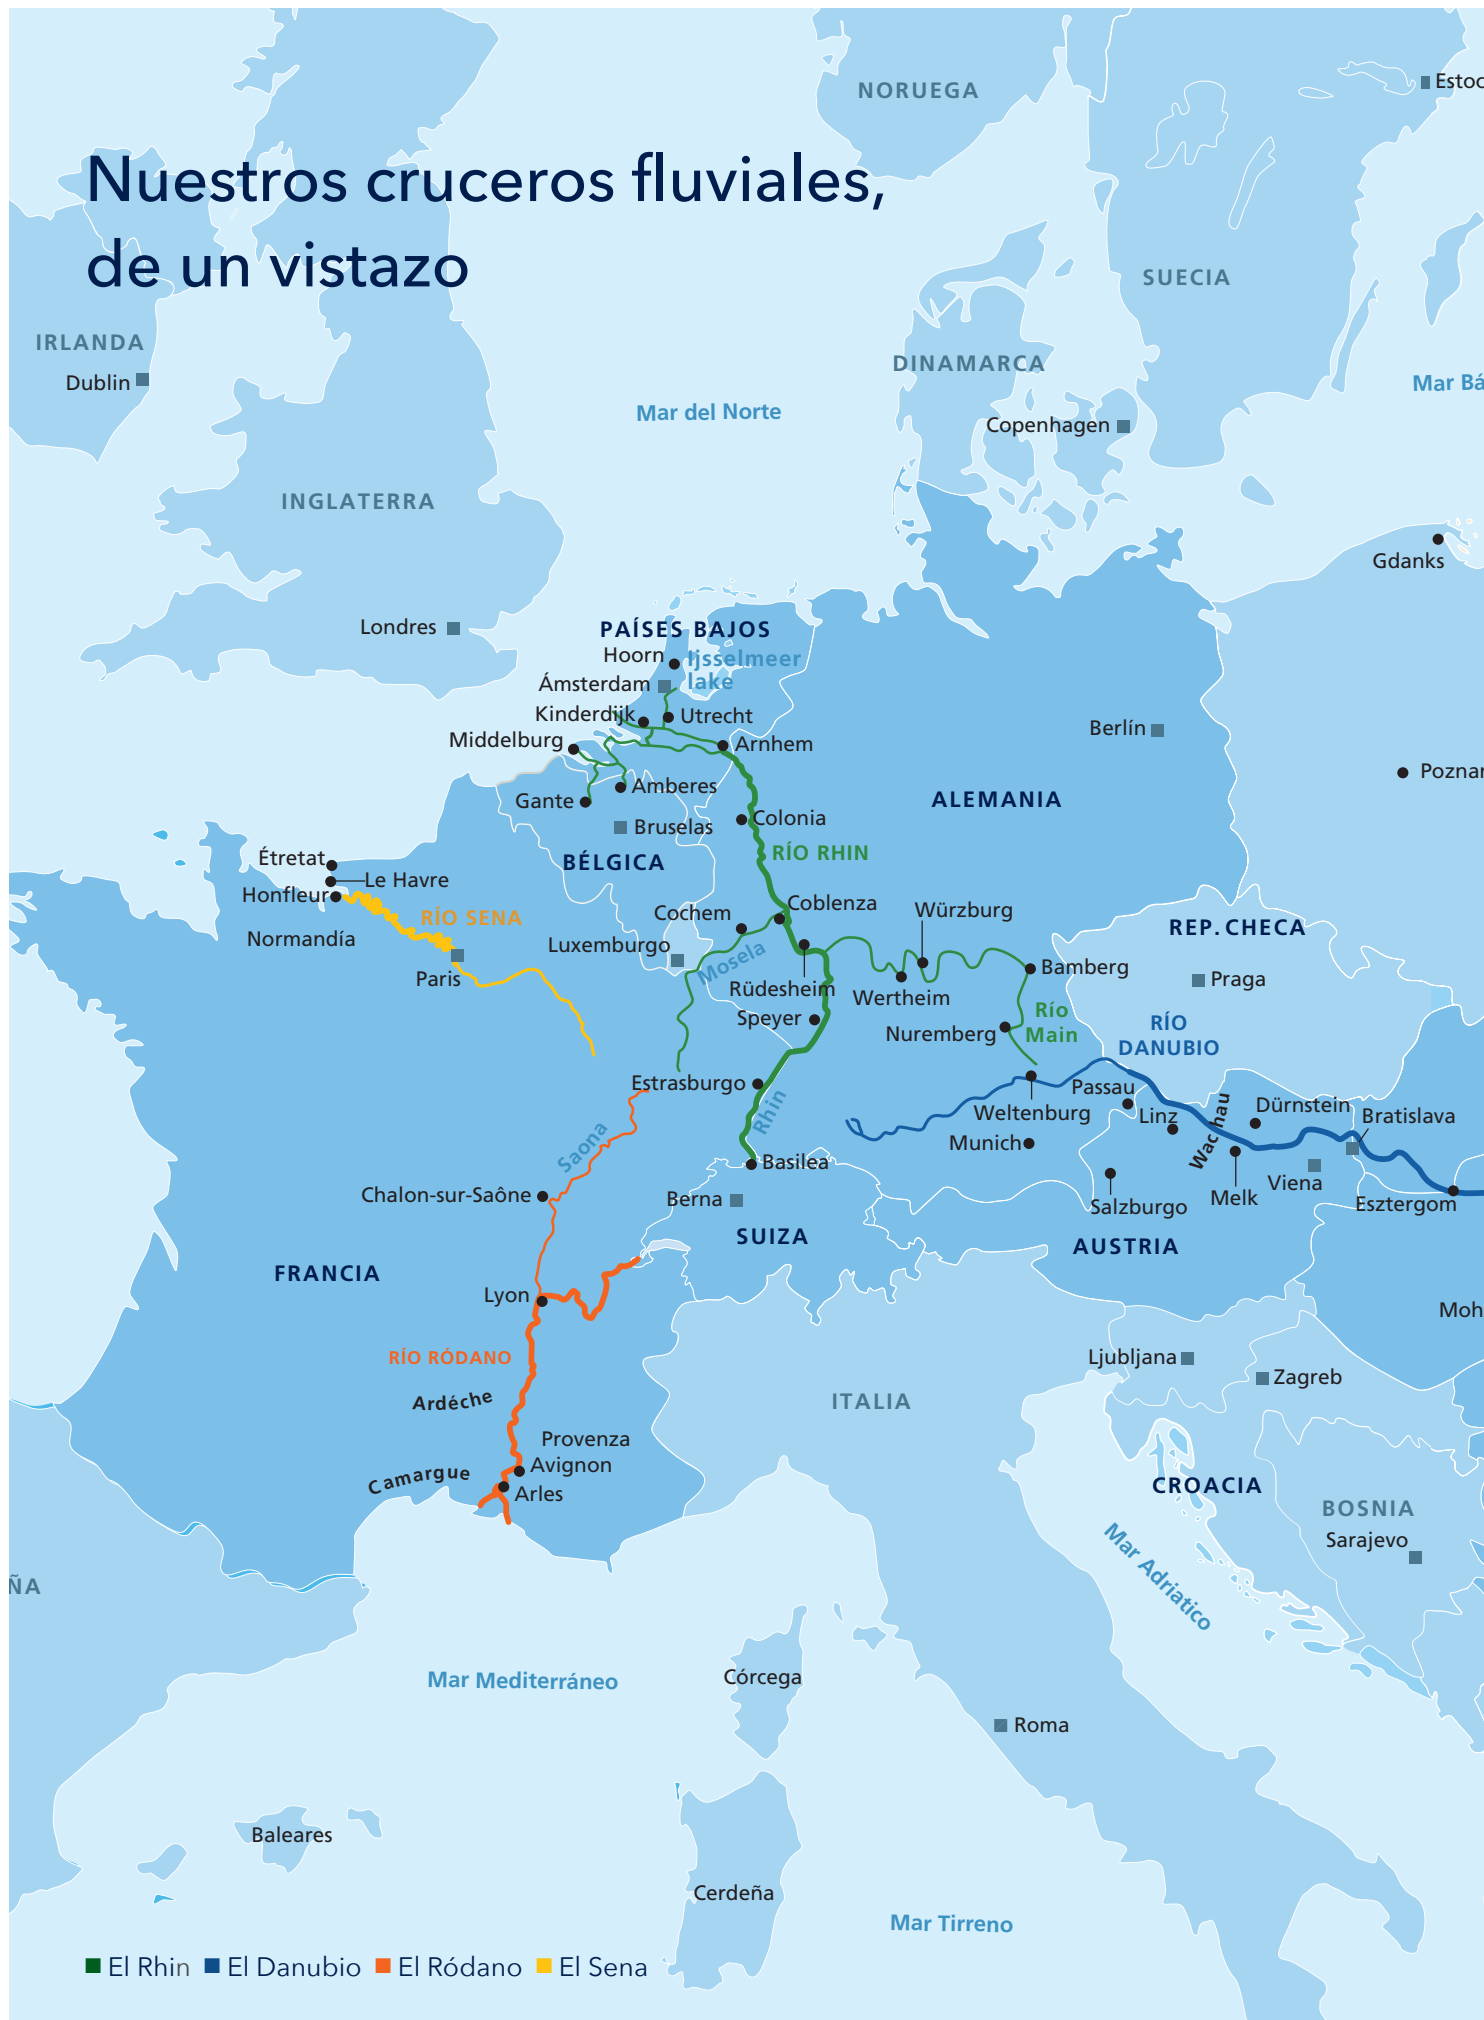 NORUEGA
Estoc
Nuestros cruceros fluviales,
de un vistazo
SUECIA
IRLANDA
Dublin
DINAMARCA
Mar Bá
Mar del Norte
Copenhagen
INGLATERRA
Gdanks
Londres
PAÍSES BAJOS
Hoorn
Ijsselmeer
lake
Ámsterdam
Kinderdijk
Utrecht
Middelburg
Arnhem
Berlín
Poznar
Amberes
Gante
ALEMANIA
Bruselas
Colonia
RÍO RHIN
BÉLGICA
Étretat
Le Havre
Honfleur
RÍO SENA
Cochem
Coblenza
Würzburg
REP. CHECA
Normandía
Luxemburgo
Mosela
Bamberg
Paris
Rüdesheim
Wertheim
Praga
Speyer
Nuremberg
Río
Main
RÍO
DANUBIO
Estrasburgo
Rhin
Passau
Weltenburg
Linz
Wachau
Dürnstein
Bratislava
Saona
Munich
Basilea
Chalon-sur-Saône
Berna
Salzburgo
Melk
Viena
Esztergom
SUIZA
AUSTRIA
FRANCIA
Lyon
Moh
RÍO RÓDANO
Ljubljana
Zagreb
Ardéche
ITALIA
Provenza
Avignon
Camargue
Arles
CROACIA
BOSNIA
Sarajevo
Mar Adriatico
ÑA
Mar Mediterráneo
Córcega
Roma
Baleares
Cerdeña
Mar Tirreno
El Rhin El Danubio El Ródano El Sena